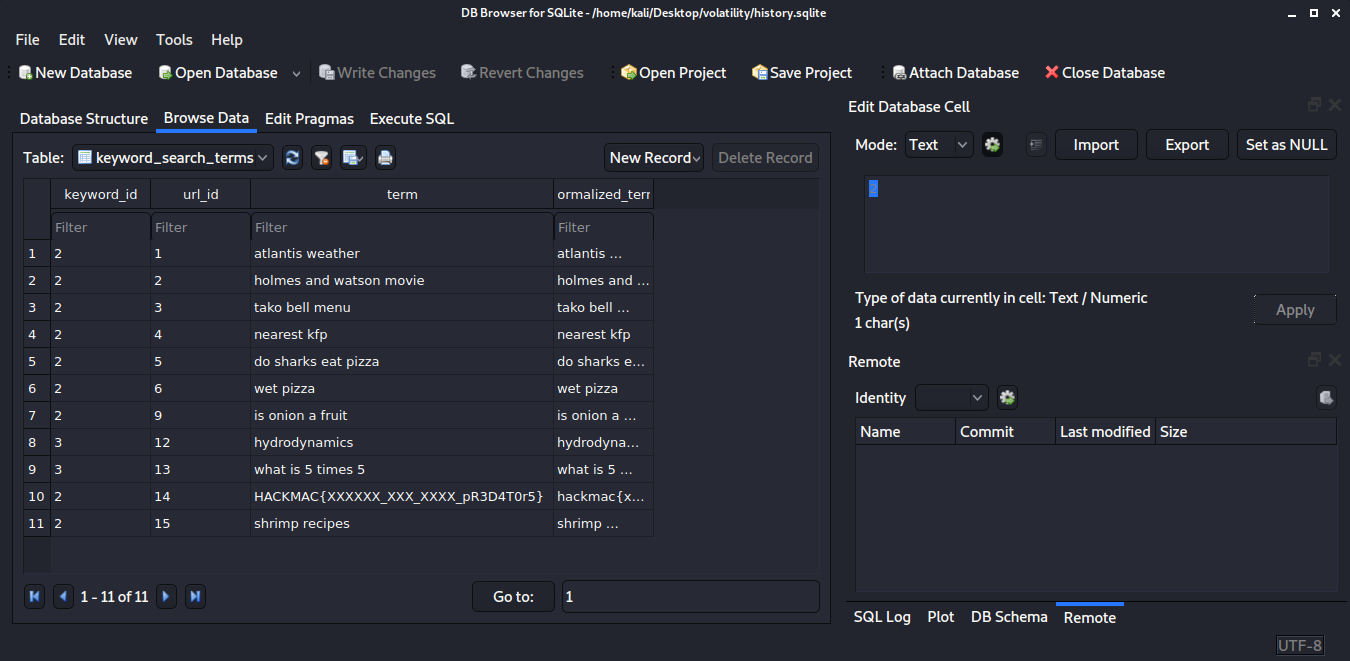 DB Browser for SQLite - /home/kali/Desktop/volatility/history.sqlite
File Edit View Tools Help
New Database Open Database Write Changes Revert Changes Open Project Save Project Attach Database Close Database
Database Structure Browse Data Edit Pragmas Execute SQL
Table: keyword_search_terms New Record Delete Record
keyword_id url_id term ormalized_terr
Filter Filter Filter Filter
1 2 1 atlantis weather atlantis ...
2 2 2 holmes and watson movie holmes and ...
3 2 3 tako bell menu tako bell ...
4 2 4 nearest kfp nearest kfp
5 2 5 do sharks eat pizza do sharks e...
6 2 6 wet pizza wet pizza
7 2 9 is onion a fruit is onion a ...
8 3 12 hydrodynamics hydrodyna...
9 3 13 what is 5 times 5 what is 5 ...
10 2 14 HACKMAC{XXXXXX_XXX_XXXX_pR3D4T0r5} hackmac{x...
11 2 15 shrimp recipes shrimp ...
1 - 11 of 11 Go to: 1
Edit Database Cell
Mode: Text Import Export Set as NULL
2
Type of data currently in cell: Text / Numeric
1 char(s)
Apply
Remote
Identity
Name Commit Last modified Size
SQL Log Plot DB Schema Remote
UTF-8